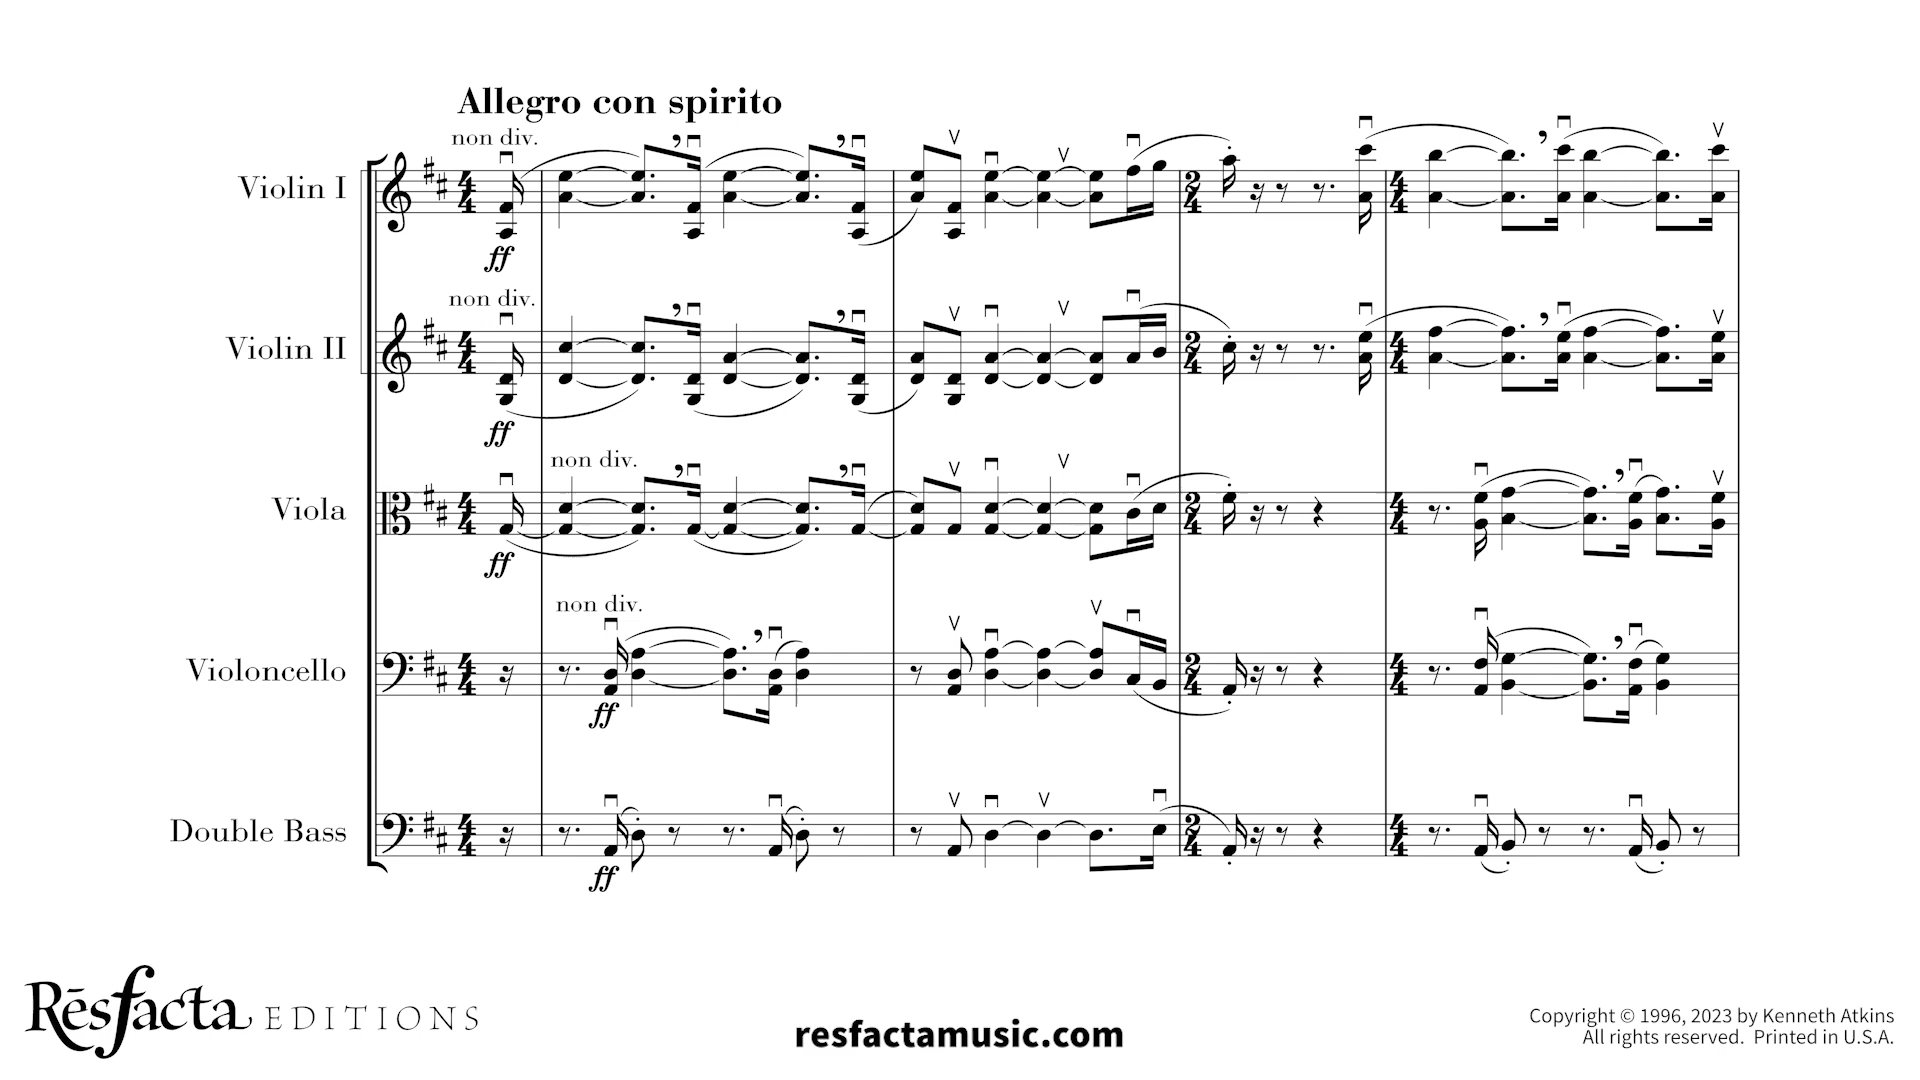 Allegro con spirito
non div.
Violin I
ff
non div.
Violin II
ff
non div.
Viola
ff
non div.
Violoncello
ff
Double Bass
ff
Rēsfacta EDITIONS
resfactamusic.com
Copyright © 1996, 2023 by Kenneth Atkins
All rights reserved. Printed in U.S.A.